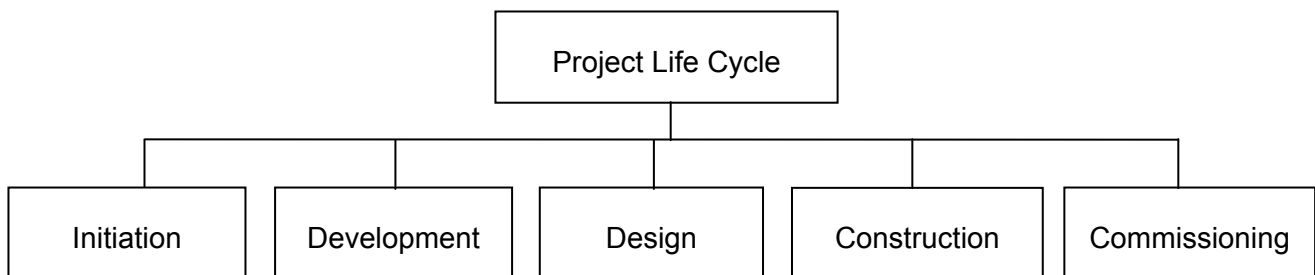 Project Life Cycle
Initiation
Development
Design
Construction
Commissioning